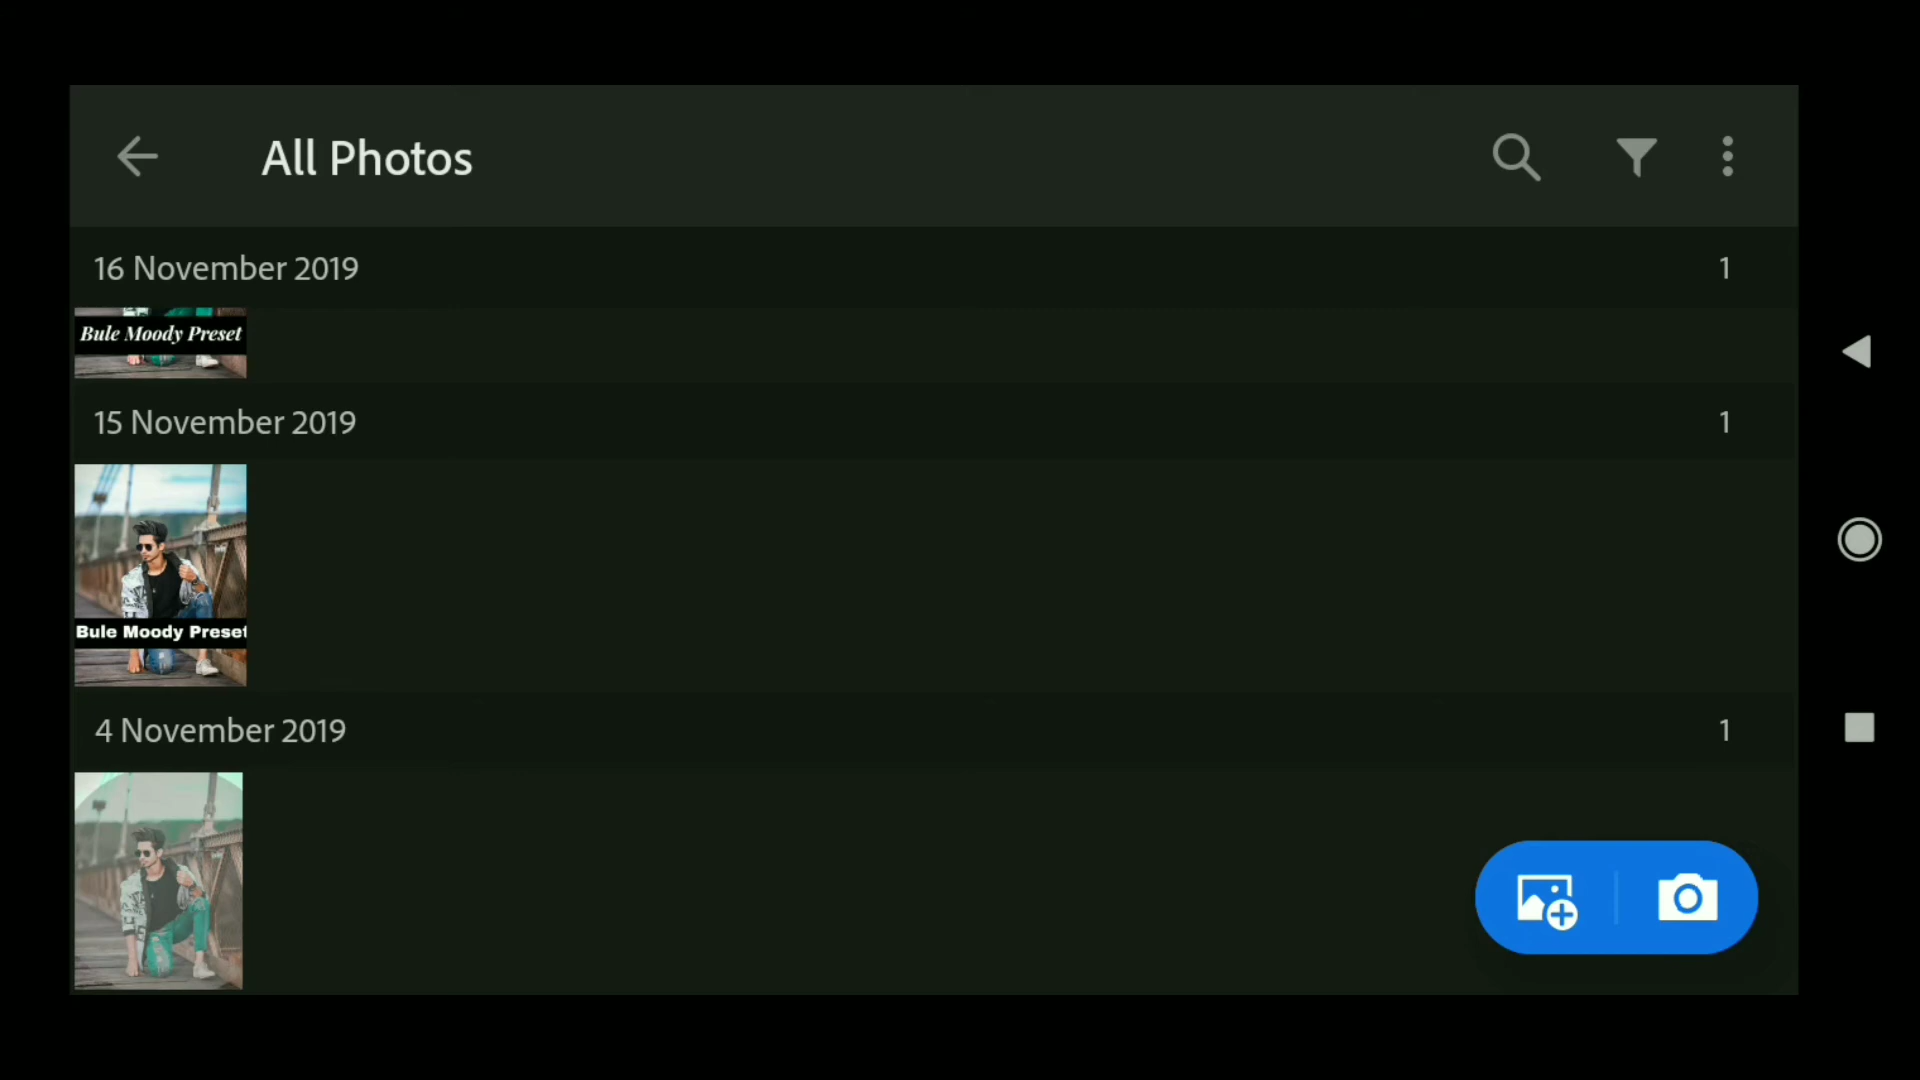 All Photos
16 November 2019
1
Bule Moody Preset
15 November 2019
1
Bule Moody Preset
4 November 2019
1